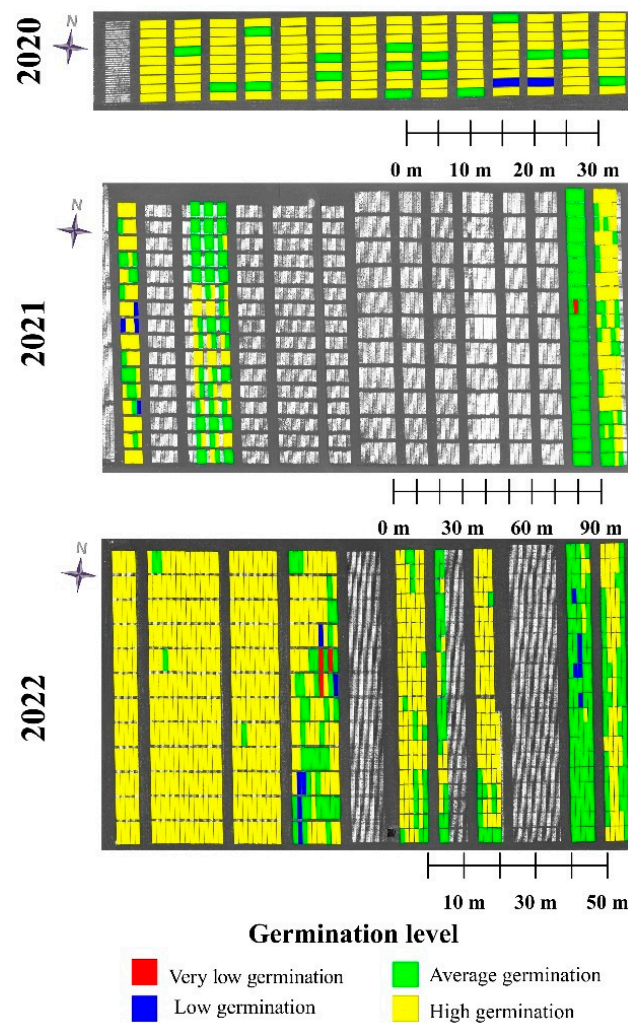 2020
N
0 m 10 m 20 m 30 m
2021
N
0 m 30 m 60 m 90 m
2022
N
10 m 30 m 50 m
Germination level
Very low germination
Average germination
Low germination
High germination